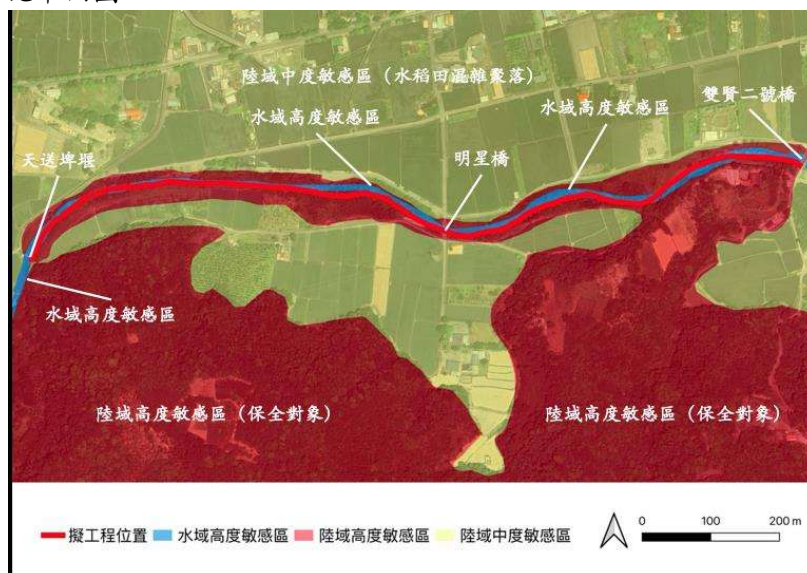 陸域中度敏感區（水稻田混雜聚落）
水域高度敏感區
水域高度敏感區
雙賢二號橋
天送埤堰
明星橋
水域高度敏感區
陸域高度敏感區（保全對象）
陸域高度敏感區（保全對象）
擬工程位置 水域高度敏感區 陸域高度敏感區 陸域中度敏感區
0 100 200 m